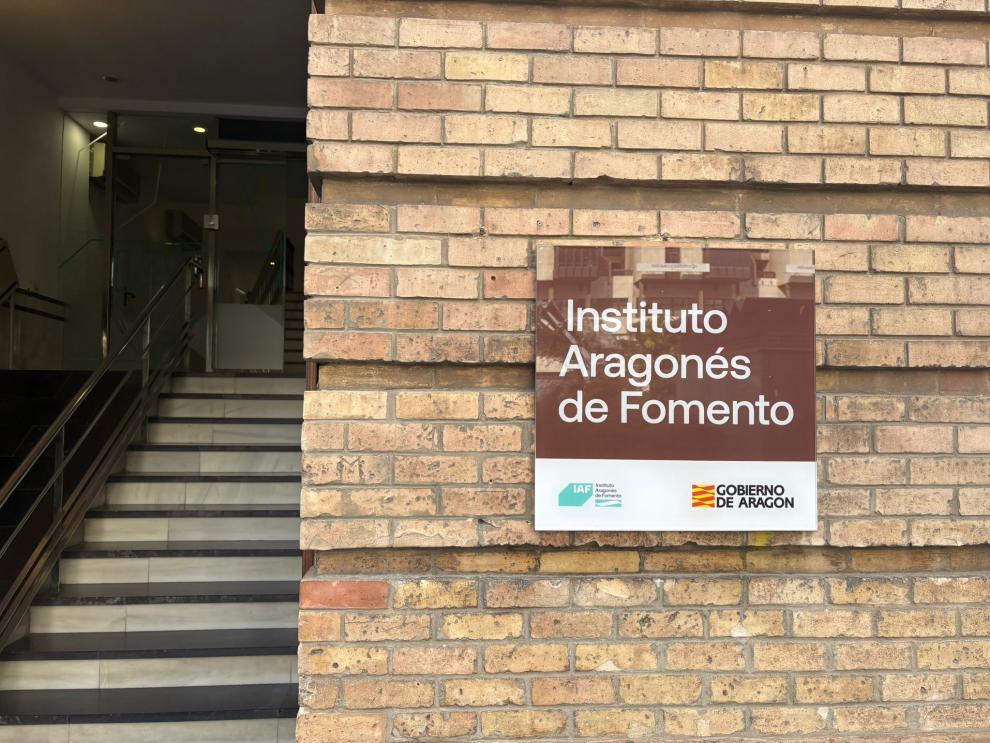 Instituto
Aragonés
de Fomento
IAF
Instituto
Aragonés
de Fomento
GOBIERNO
DE ARAGON